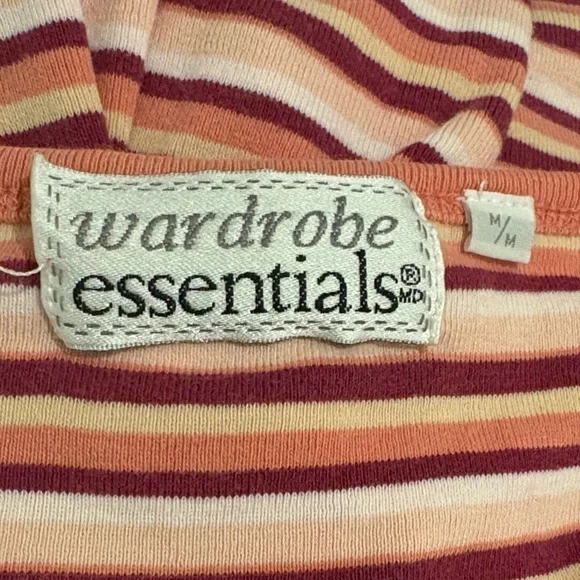 wardrobe
essentials®
MD
M/M